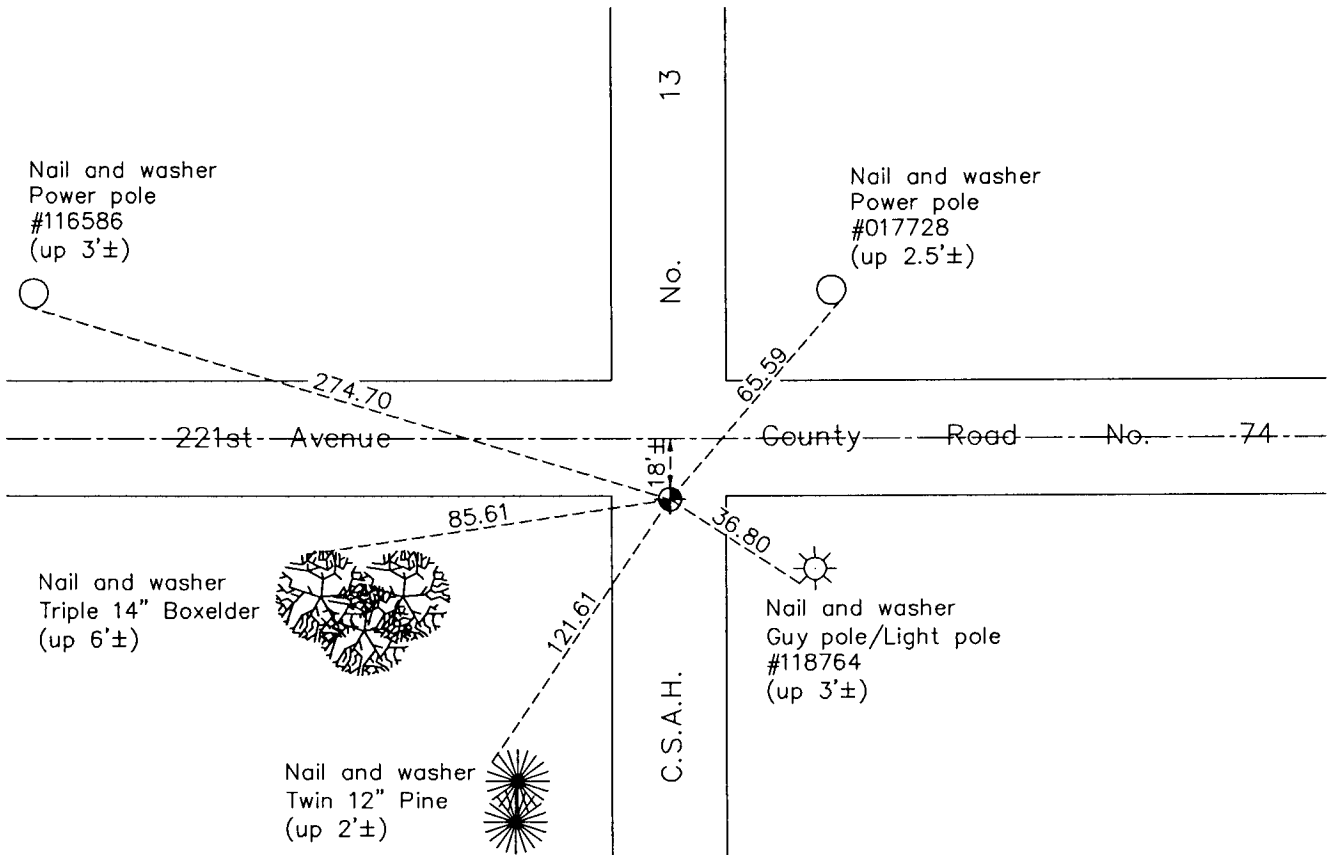 13
No.
Nail and washer
Power pole
#116586
(up 3'±)
Nail and washer
Power pole
#017728
(up 2.5'±)
274.70
65.59
221st Avenue
County Road No. 74
18'±
85.61
36.80
121.61
Nail and washer
Triple 14" Boxelder
(up 6'±)
Nail and washer
Guy pole/Light pole
#118764
(up 3'±)
C.S.A.H.
Nail and washer
Twin 12" Pine
(up 2'±)